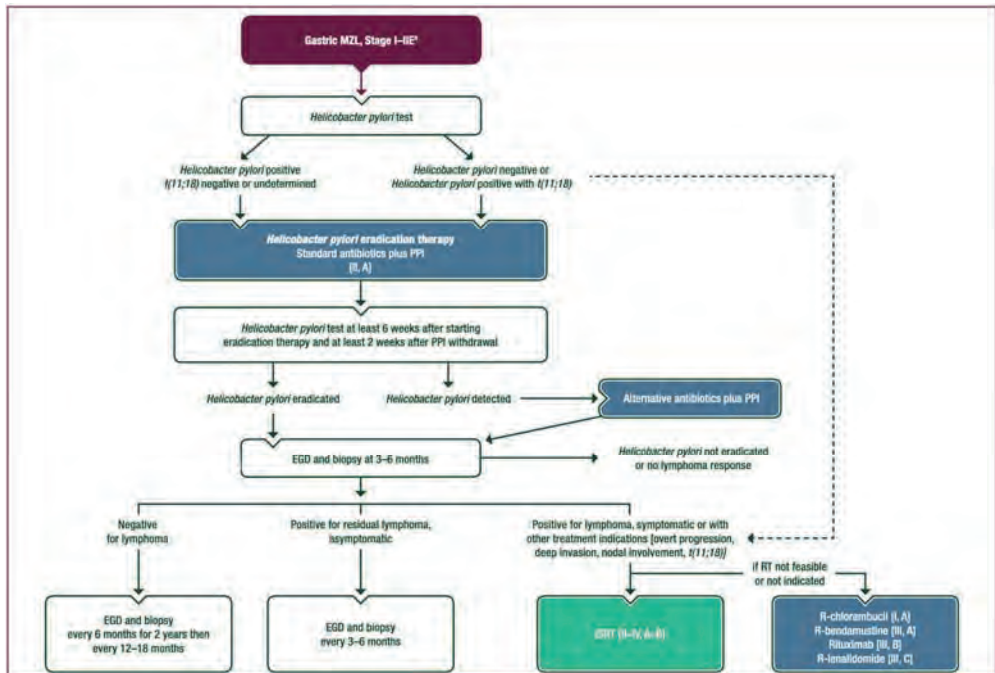 Gastric MZL, Stage I–IIEa
Helicobacter pylori test
Helicobacter pylori positive
t(11;18) negative or undetermined
Helicobacter pylori negative or
Helicobacter pylori positive with t(11;18)
Helicobacter pylori eradication therapy
Standard antibiotics plus PPI
[II, A]
Helicobacter pylori test at least 6 weeks after starting
eradication therapy and at least 2 weeks after PPI withdrawal
Helicobacter pylori eradicated
Helicobacter pylori detected
Alternative antibiotics plus PPI
EGD and biopsy at 3–6 months
Helicobacter pylori not eradicated
or no lymphoma response
Negative
for lymphoma
Positive for residual lymphoma,
asymptomatic
Positive for lymphoma, symptomatic or with
other treatment indications [overt progression,
deep invasion, nodal involvement, t(11;18)]
if RT not feasible
or not indicated
EGD and biopsy
every 6 months for 2 years then
every 12–18 months
EGD and biopsy
every 3–6 months
ISRT [II–IV, A–B]
R-chlorambucil [I, A]
R-bendamustine [III, A]
Rituximab [III, B]
R-lenalidomide [III, C]